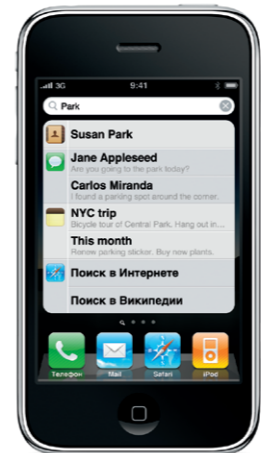 3G
9:41
Park
Susan Park
Jane Appleseed
Are you going to the park today?
Carlos Miranda
I found a parking spot around the corner.
NYC trip
Bicycle tour of Central Park. Hang out in...
This month
Renew parking sticker. Buy new plants.
Поиск в Интернете
Поиск в Википедии
Телефон
Mail
Safari
iPod